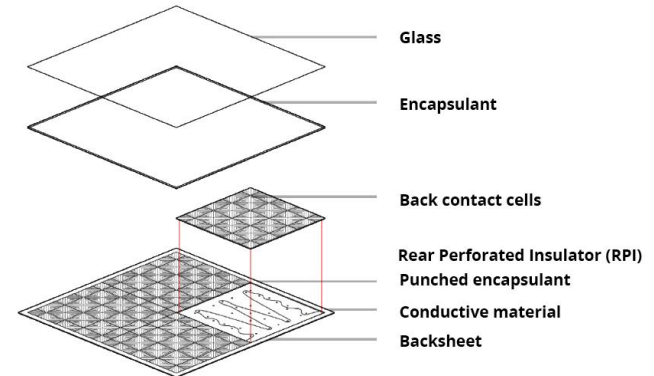 Glass
Encapsulant
Back contact cells
Rear Perforated Insulator (RPI)
Punched encapsulant
Conductive material
Backsheet